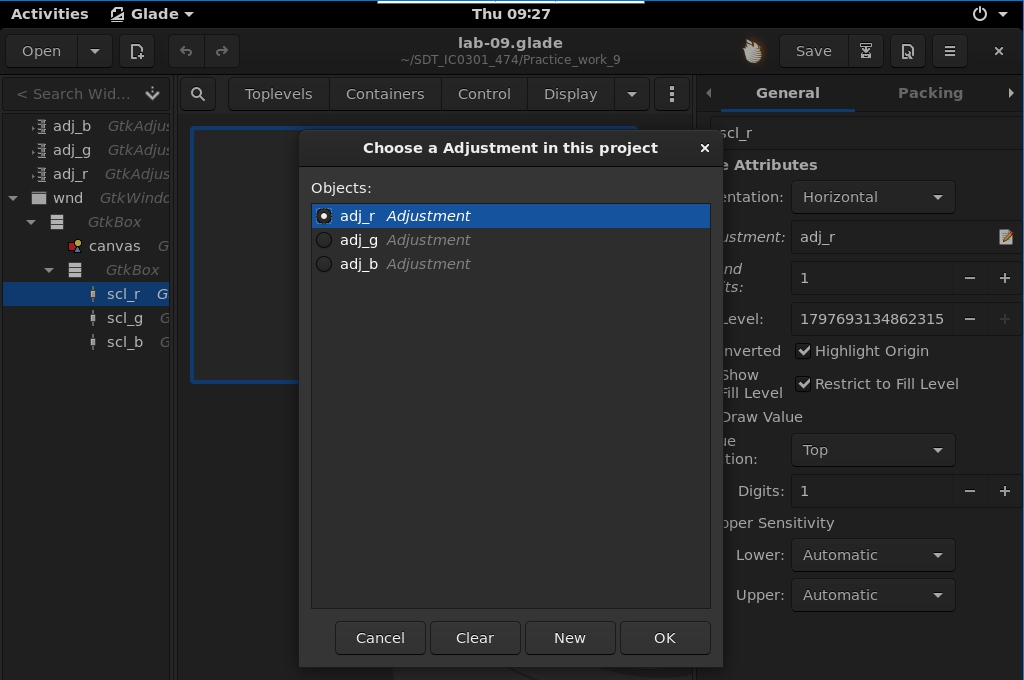 Activities Glade Thu 09:27
Open lab-09.glade Save
~/SDT_IC0301_474/Practice_work_9
< Search Wid... Toplevels Containers Control Display General Packing
adj_b GtkAdjus
adj_g GtkAdjus
adj_r GtkAdjus
wnd GtkWindo
GtkBox
canvas G
GtkBox
scl_r G
scl_g G
scl_b G
Choose a Adjustment in this project
Objects:
adj_r Adjustment
adj_g Adjustment
adj_b Adjustment
Cancel Clear New OK
scl_r
e Attributes
entation: Horizontal
ustment: adj_r
nd
its: 1
Level: 1797693134862315
nverted Highlight Origin
Show
Fill Level Restrict to Fill Level
Draw Value
ue
tion: Top
Digits: 1
pper Sensitivity
Lower: Automatic
Upper: Automatic